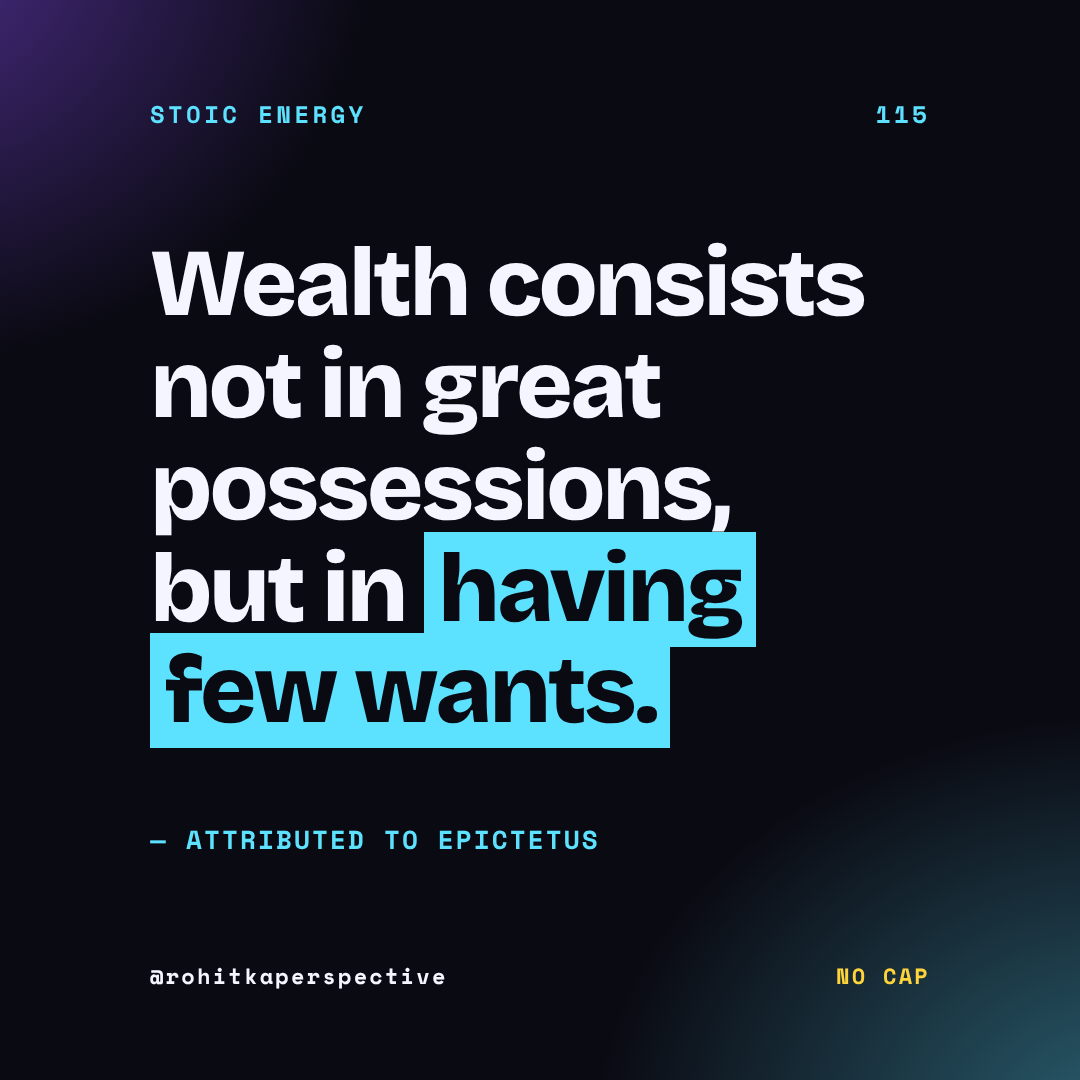 STOIC ENERGY
115
Wealth consists
not in great
possessions,
but in having
few wants.
— ATTRIBUTED TO EPICTETUS
@rohitkaperspective
NO CAP